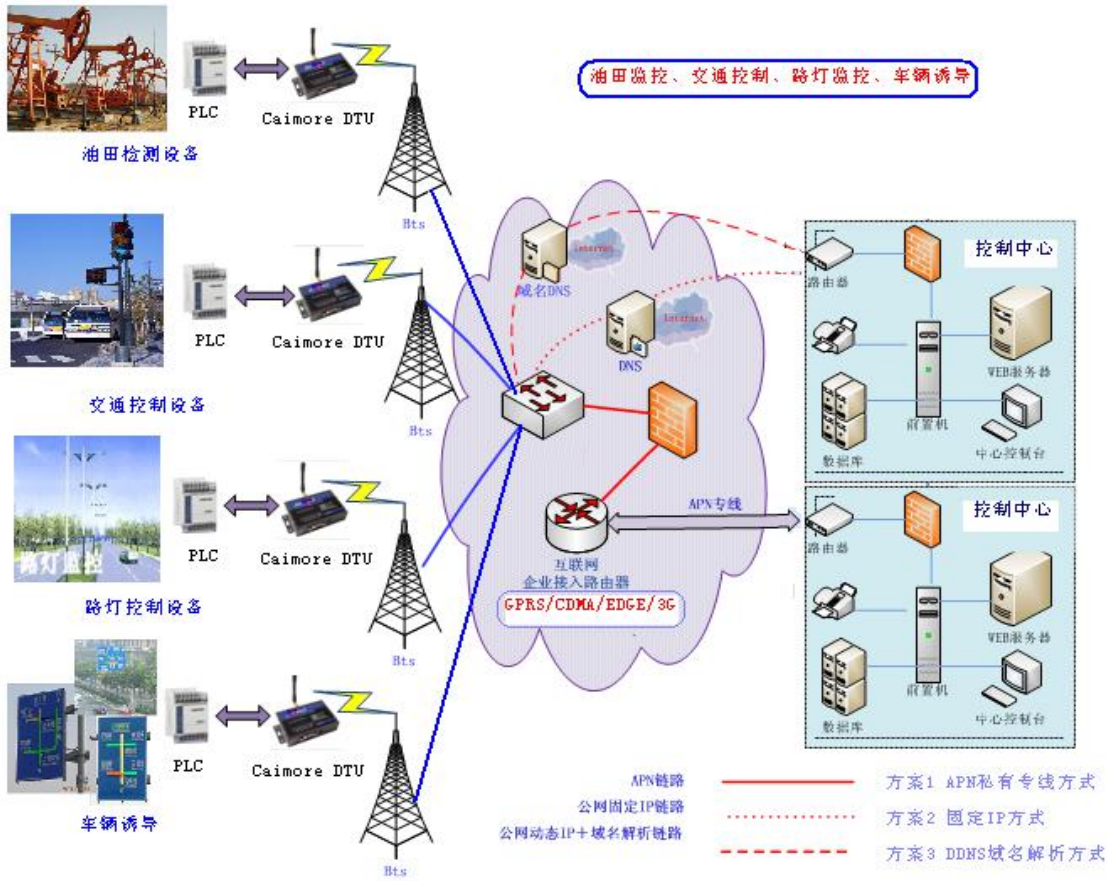 油田监控、交通控制、路灯监控、车辆诱导
PLC
Caimore DTU
油田检测设备
Bts
PLC
Caimore DTU
交通控制设备
Bts
PLC
Caimore DTU
路灯监控
路灯控制设备
Bts
PLC
Caimore DTU
车辆诱导
Bts
Internet
域名DNS
Internet
DNS
APN专线
互联网
企业接入路由器
GPRS/CDMA/EDGE/3G
控制中心
路由器
WEB服务器
前置机
数据库
中心控制台
控制中心
路由器
WEB服务器
前置机
数据库
中心控制台
APN链路
方案1 APN私有专线方式
公网固定IP链路
方案2 固定IP方式
公网动态IP+域名解析链路
方案3 DDNS域名解析方式